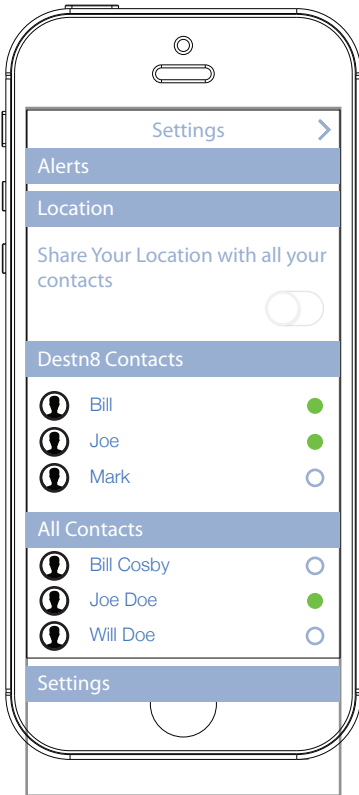 Settings
Alerts
Location
Share Your Location with all your
contacts
Destn8 Contacts
Bill
Joe
Mark
All Contacts
Bill Cosby
Joe Doe
Will Doe
Settings